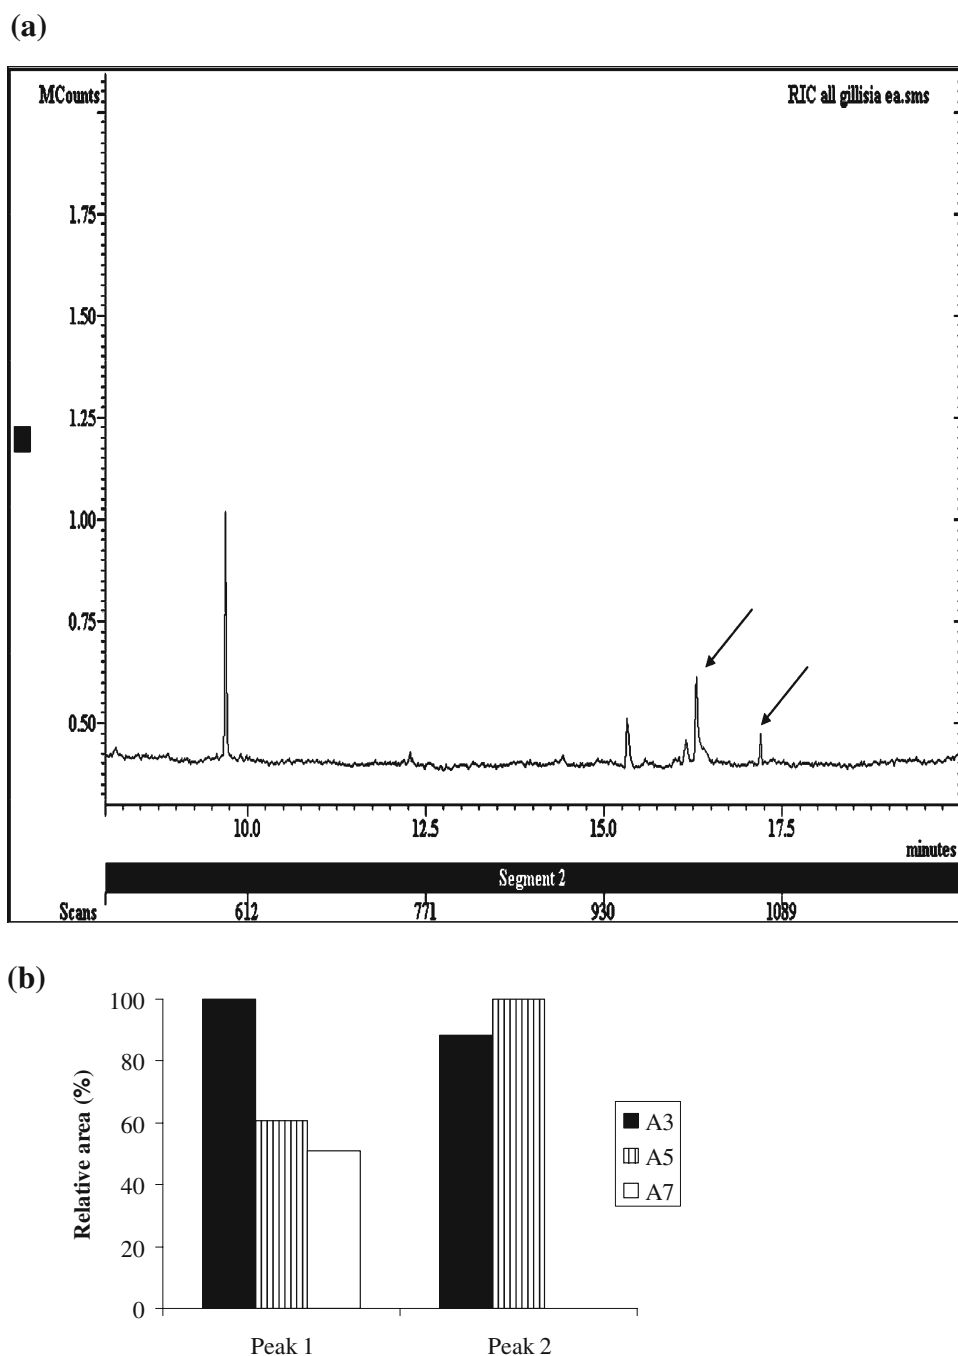 (a)
MCounts
RIC all gillisia ea.sms
1.75
1.50
1.25
1.00
0.75
0.50
10.0 12.5 15.0 17.5
minutes
Segment 2
Scans 612 771 930 1089
(b)
100
80
60
40
20
0
Relative area (%)
A3
A5
A7
Peak 1 Peak 2